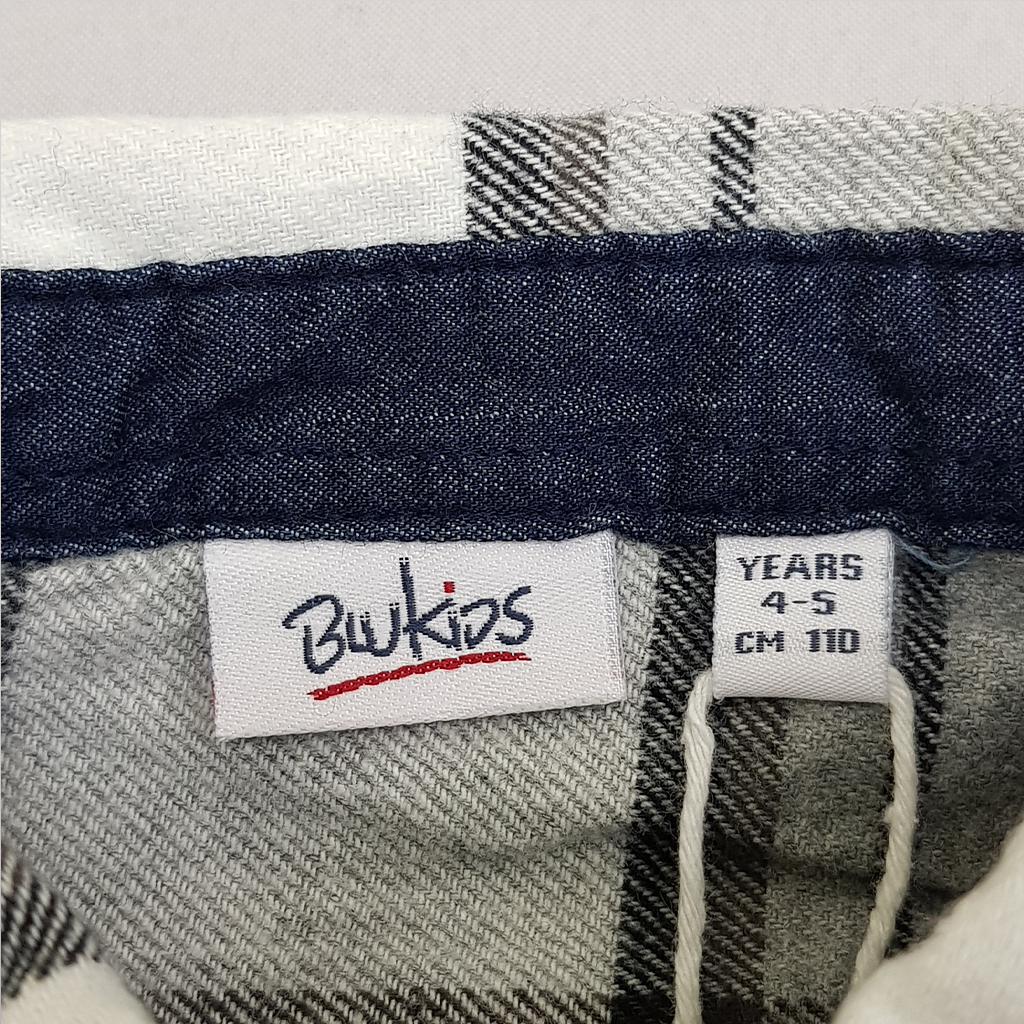 BLUKIDS
YEARS
4-5
CM 110